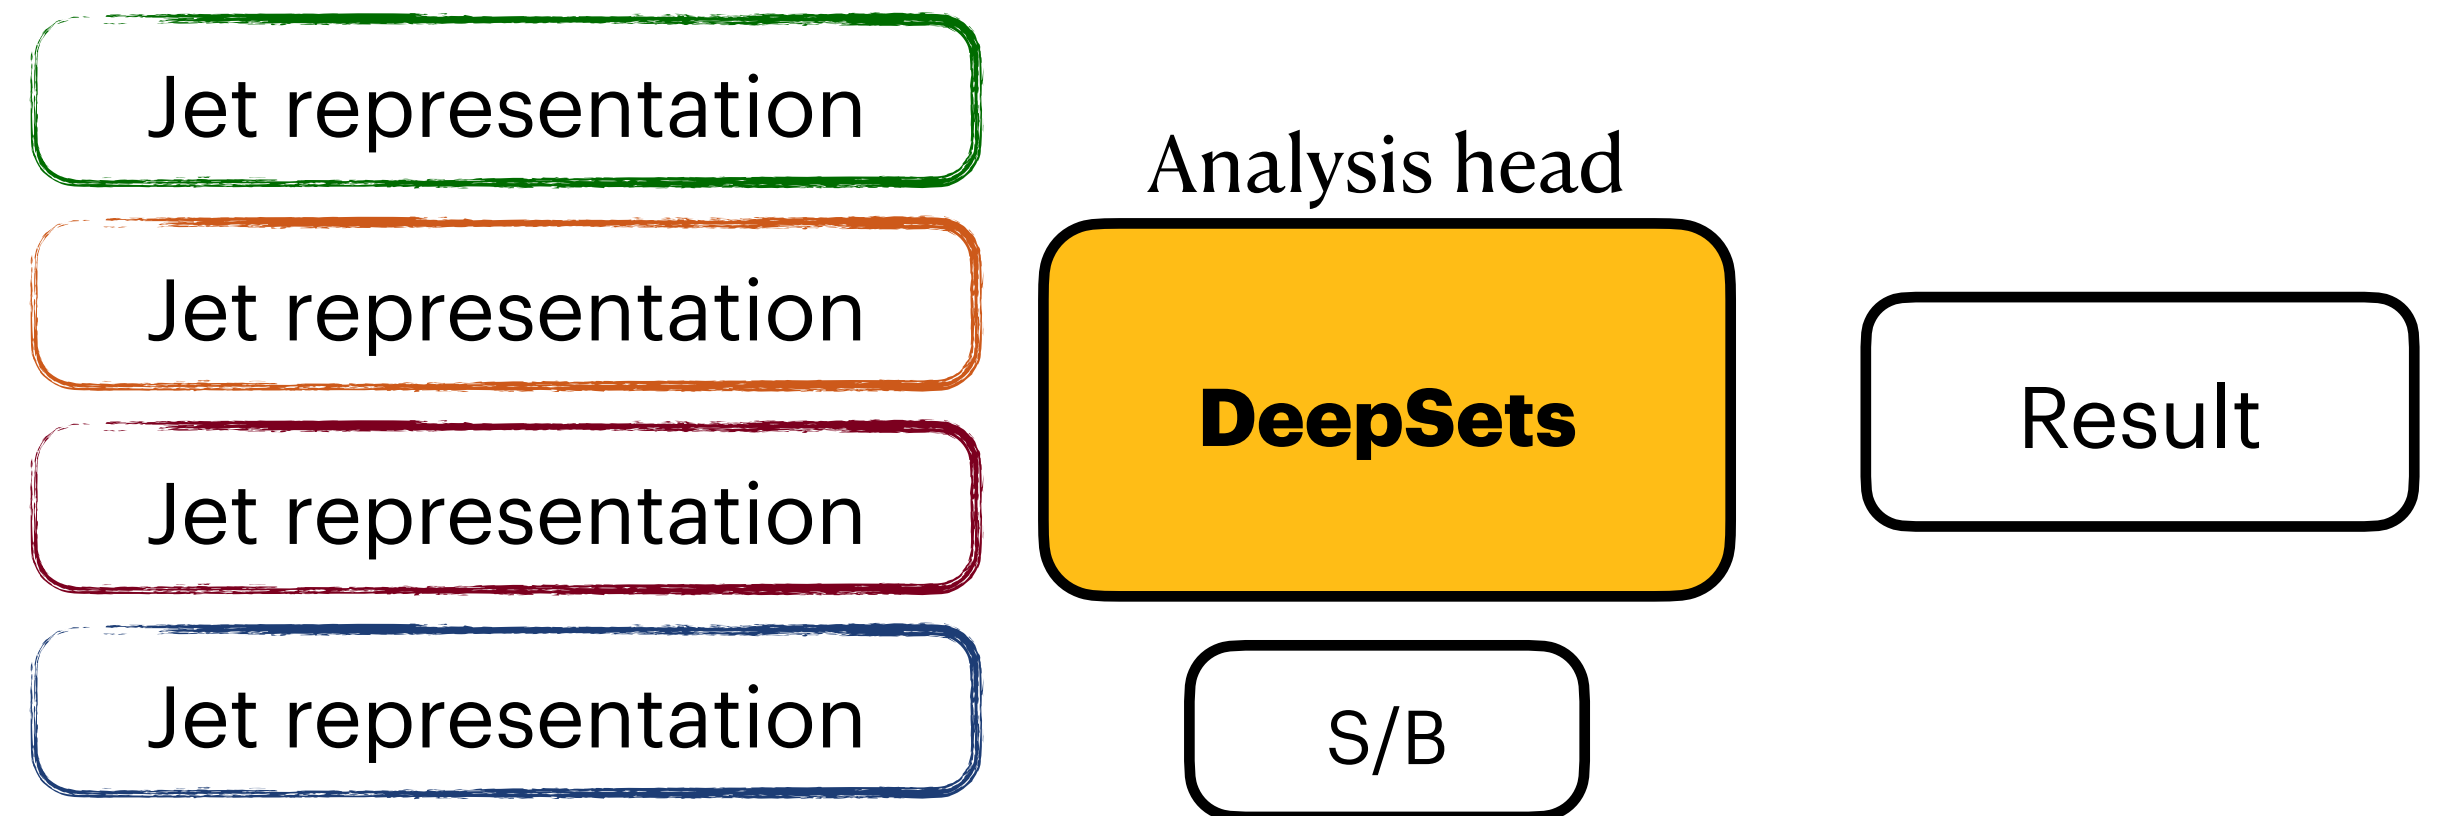 Jet representation
Jet representation
Jet representation
Jet representation
Analysis head
DeepSets
S/B
Result